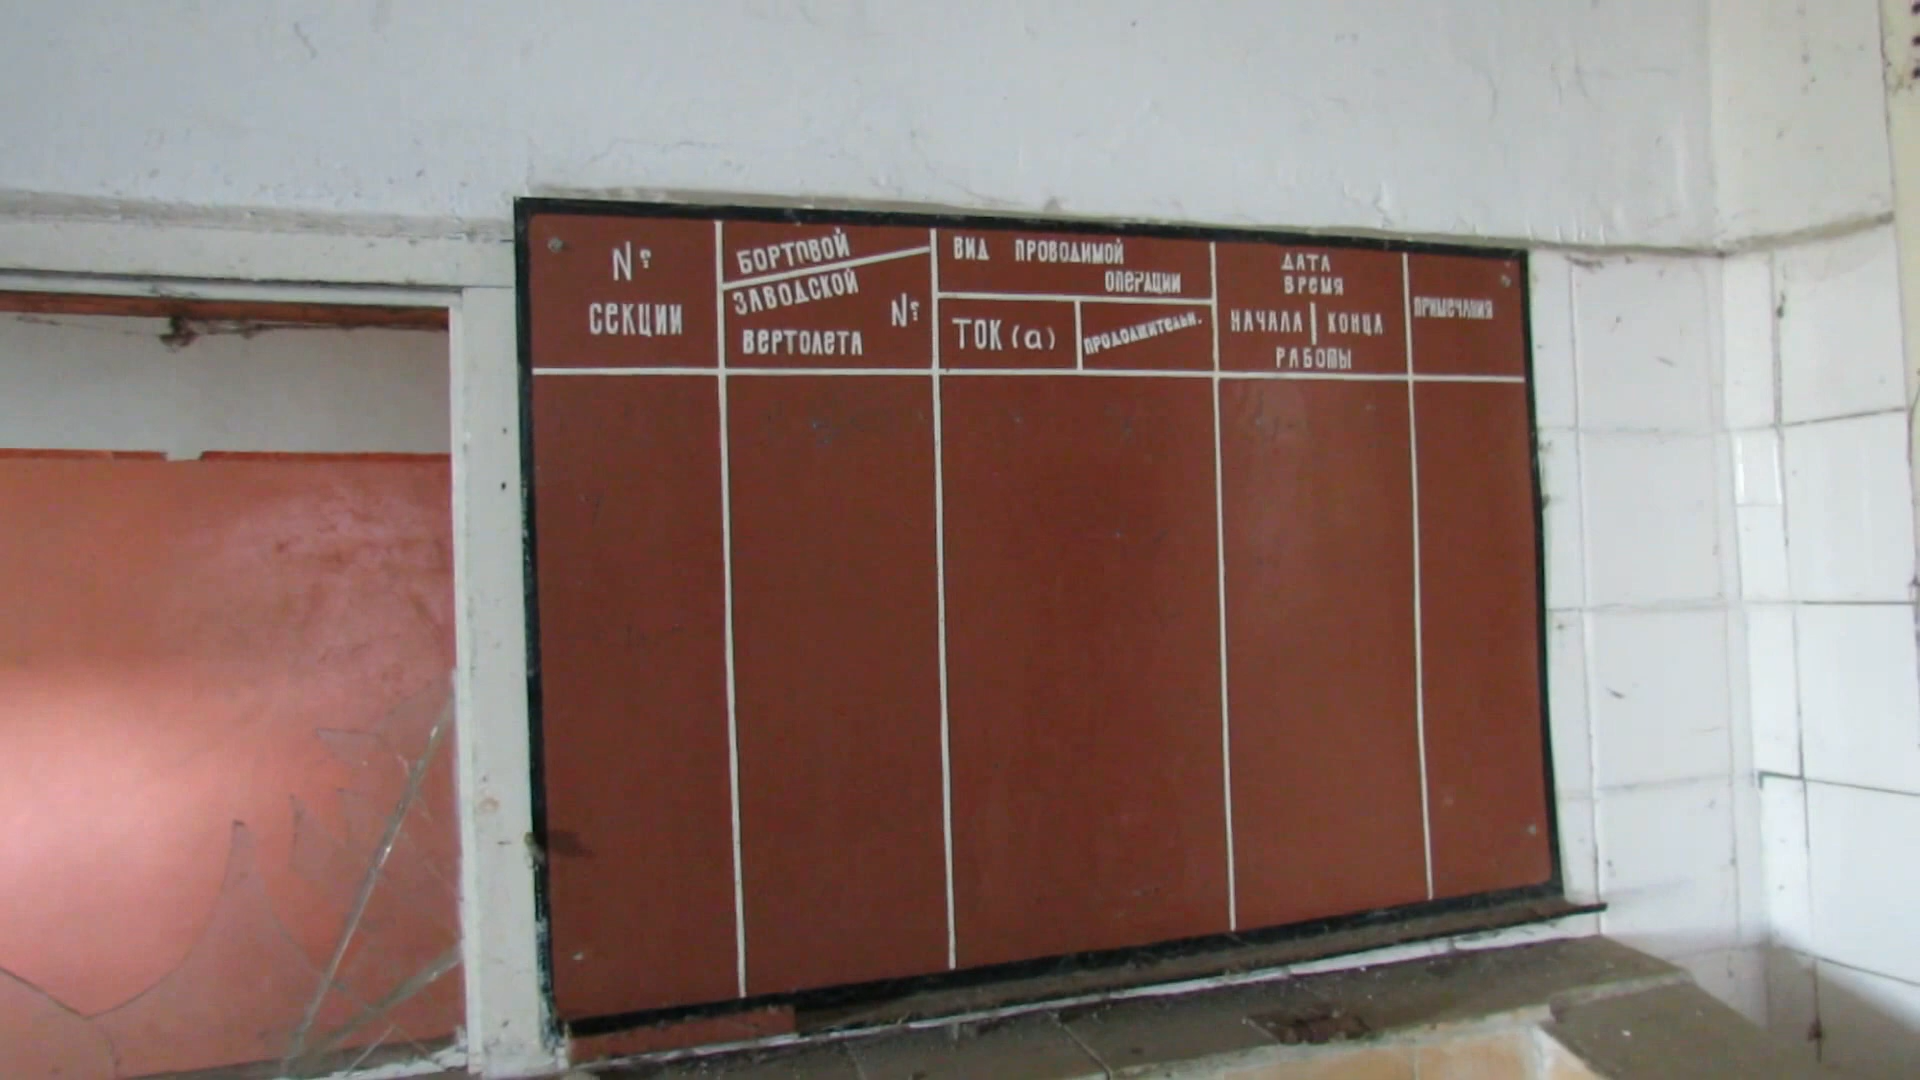 №
СЕКЦИИ
БОРТОВОЙ
ЗАВОДСКОЙ
№
ВЕРТОЛЕТА
ВИД ПРОВОДИМОЙ
ОПЕРАЦИИ
ТОК (а)
ПРОДОЛЖИТЕЛЬН.
ДАТА
ВРЕМЯ
НАЧАЛА | КОНЦА
РАБОТЫ
ПРИМЕЧАНИЯ